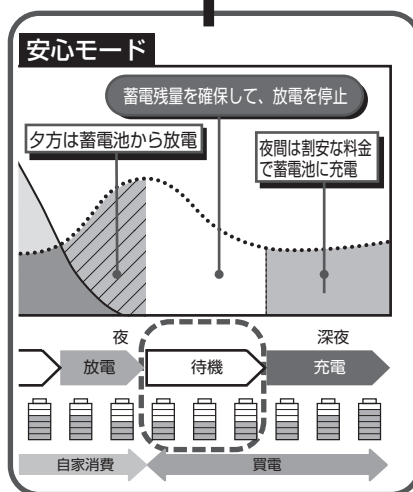 安心モード
蓄電残量を確保して、放電を停止
夕方は蓄電池から放電
夜間は割安な料金
で蓄電池に充電
夜
深夜
放電
待機
充電
自家消費
買電